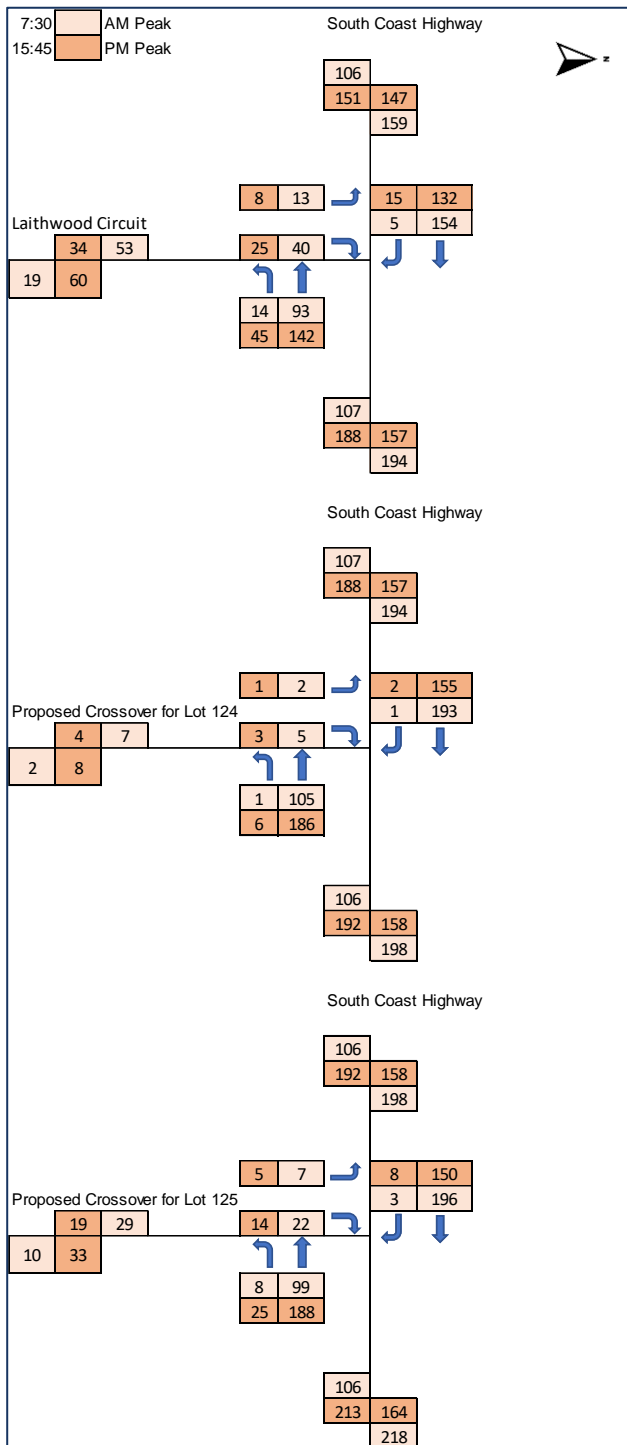 7:30 AM Peak South Coast Highway
15:45 PM Peak
N
106
151 147
159
8 13 15 132
5 154
Laithwood Circuit
34 53 25 40
19 60
14 93
45 142
107
188 157
194
South Coast Highway
107
188 157
194
1 2 2 155
1 193
Proposed Crossover for Lot 124
4 7 3 5
2 8
1 105
6 186
106
192 158
198
South Coast Highway
106
192 158
198
5 7 8 150
3 196
Proposed Crossover for Lot 125
19 29 14 22
10 33
8 99
25 188
106
213 164
218